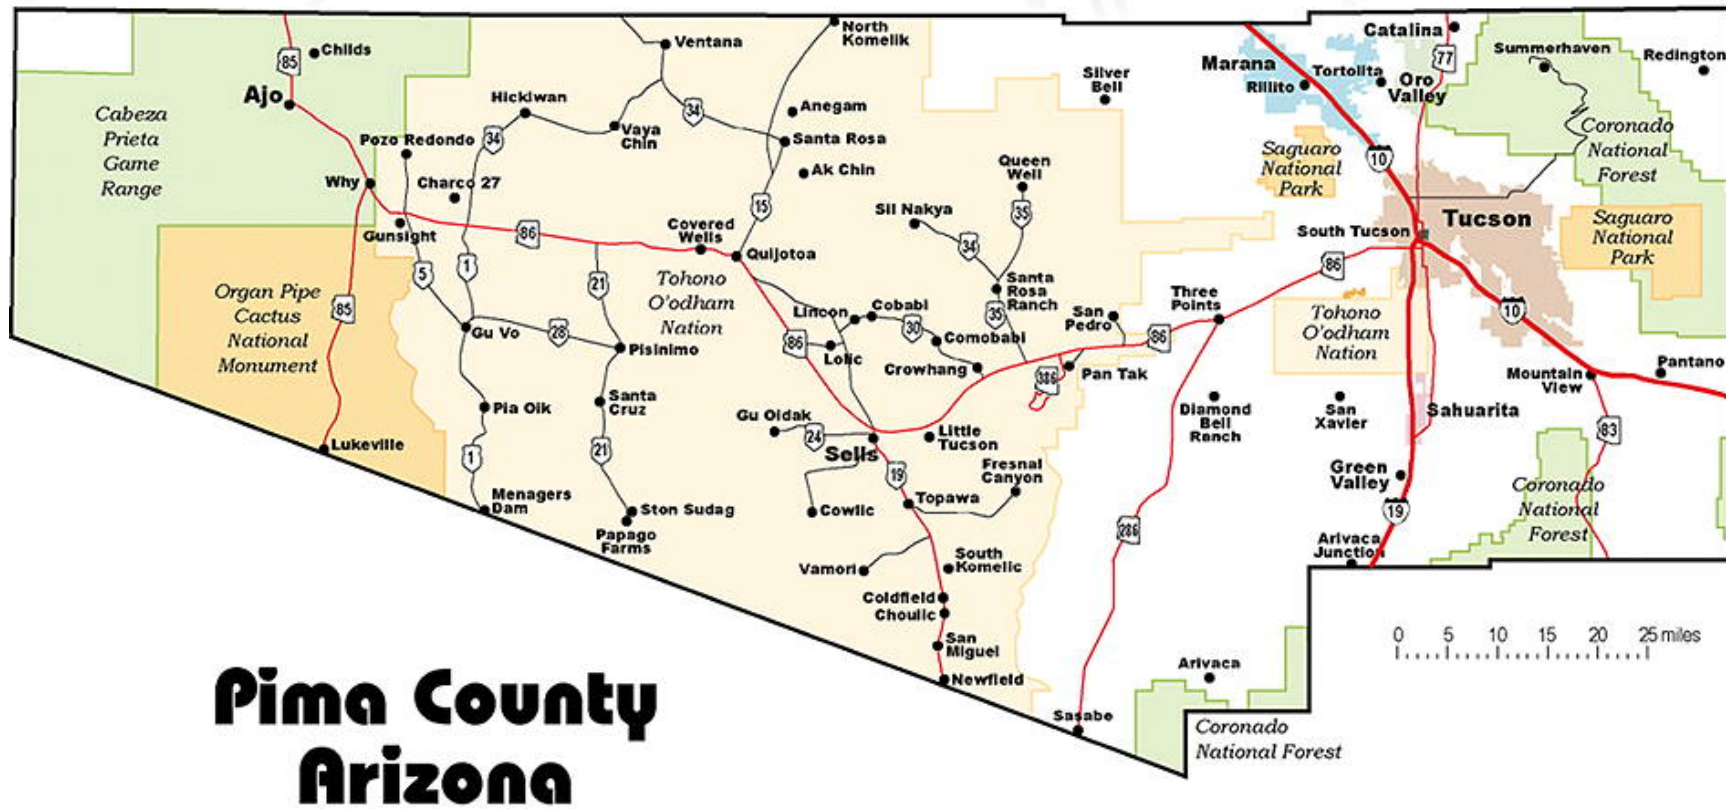 Childs
85
Ajo
Cabeza
Prieta
Game
Range
Pozo Redondo
Why
Charco 27
Gunsight
Hickiwan
34
Ventana
Vaya
Chin
34
North
Komelik
Anegam
Santa Rosa
Ak Chin
15
86
Covered
Wells
Quijotoa
Organ Pipe
Cactus
National
Monument
85
Lukeville
5
1
Gu Vo
28
21
Pisinimo
Tohono
O'odham
Nation
Pia Oik
1
Menagers
Dam
Santa
Cruz
21
Ston Sudag
Papago
Farms
Silver
Bell
Queen
Well
35
Sil Nakya
34
Santa
Rosa
Ranch
35
Lincon
Cobabi
30
Comobabi
86
Lolic
Crowhang
San
Pedro
86
386
Pan Tak
Three
Points
Gu Oidak
24
Sells
Little
Tucson
19
Fresnal
Canyon
Topawa
Cowlic
Vamori
South
Komelic
Coldfield
Choulic
San
Miguel
Newfield
286
Sasabe
Diamond
Bell
Ranch
San
Xavier
Marana
Rillito
Tortolita
Catalina
77
Oro
Valley
Summerhaven
Redington
Coronado
National
Forest
Saguaro
National
Park
10
South Tucson
Tucson
Saguaro
National
Park
86
Tohono
O'odham
Nation
10
Mountain
View
Pantano
Sahuarita
83
Green
Valley
19
Arivaca
Junction
Coronado
National
Forest
Arivaca
Coronado
National Forest
0 5 10 15 20 25 miles
Pima County
Arizona